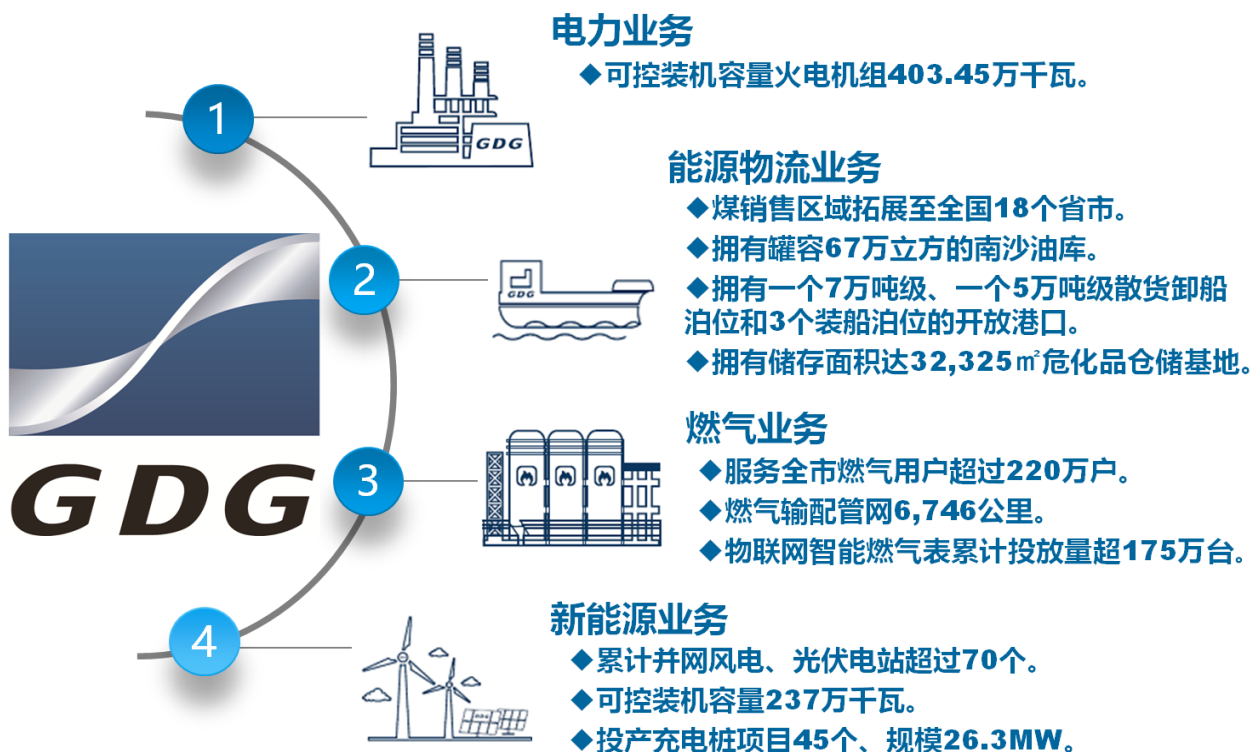 电力业务
◆可控装机容量火电机组403.45万千瓦。
1
GDG
能源物流业务
◆煤销售区域拓展至全国18个省市。
◆拥有罐容67万立方的南沙油库。
2
GDG
◆拥有一个7万吨级、一个5万吨级散货卸船
泊位和3个装船泊位的开放港口。
◆拥有储存面积达32,325㎡危化品仓储基地。
燃气业务
GDG
3
◆服务全市燃气用户超过220万户。
◆燃气输配管网6,746公里。
◆物联网智能燃气表累计投放量超175万台。
新能源业务
4
◆累计并网风电、光伏电站超过70个。
◆可控装机容量237万千瓦。
GDG
◆投产充电桩项目45个、规模26.3MW。